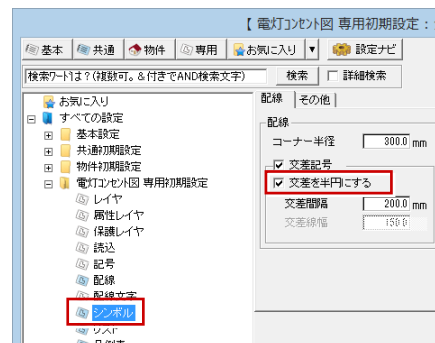 【 電灯コンセント図 専用初期設定：
基本 共通 物件 専用 お気に入り ▼ 設定ナビ
検索ワードは?(複数可。&付きでAND検索文字) 検索 詳細検索
お気に入り
すべての設定
基本設定
共通初期設定
物件初期設定
電灯コンセント図 専用初期設定
レイヤ
属性レイヤ
保護レイヤ
読込
記号
配線
配線文字
シンボル
リスト
凡例表
配線 その他
配線
コーナー半径 300.0 mm
交差記号
交差を半円にする
交差間隔 200.0 mm
交差線幅 150.0